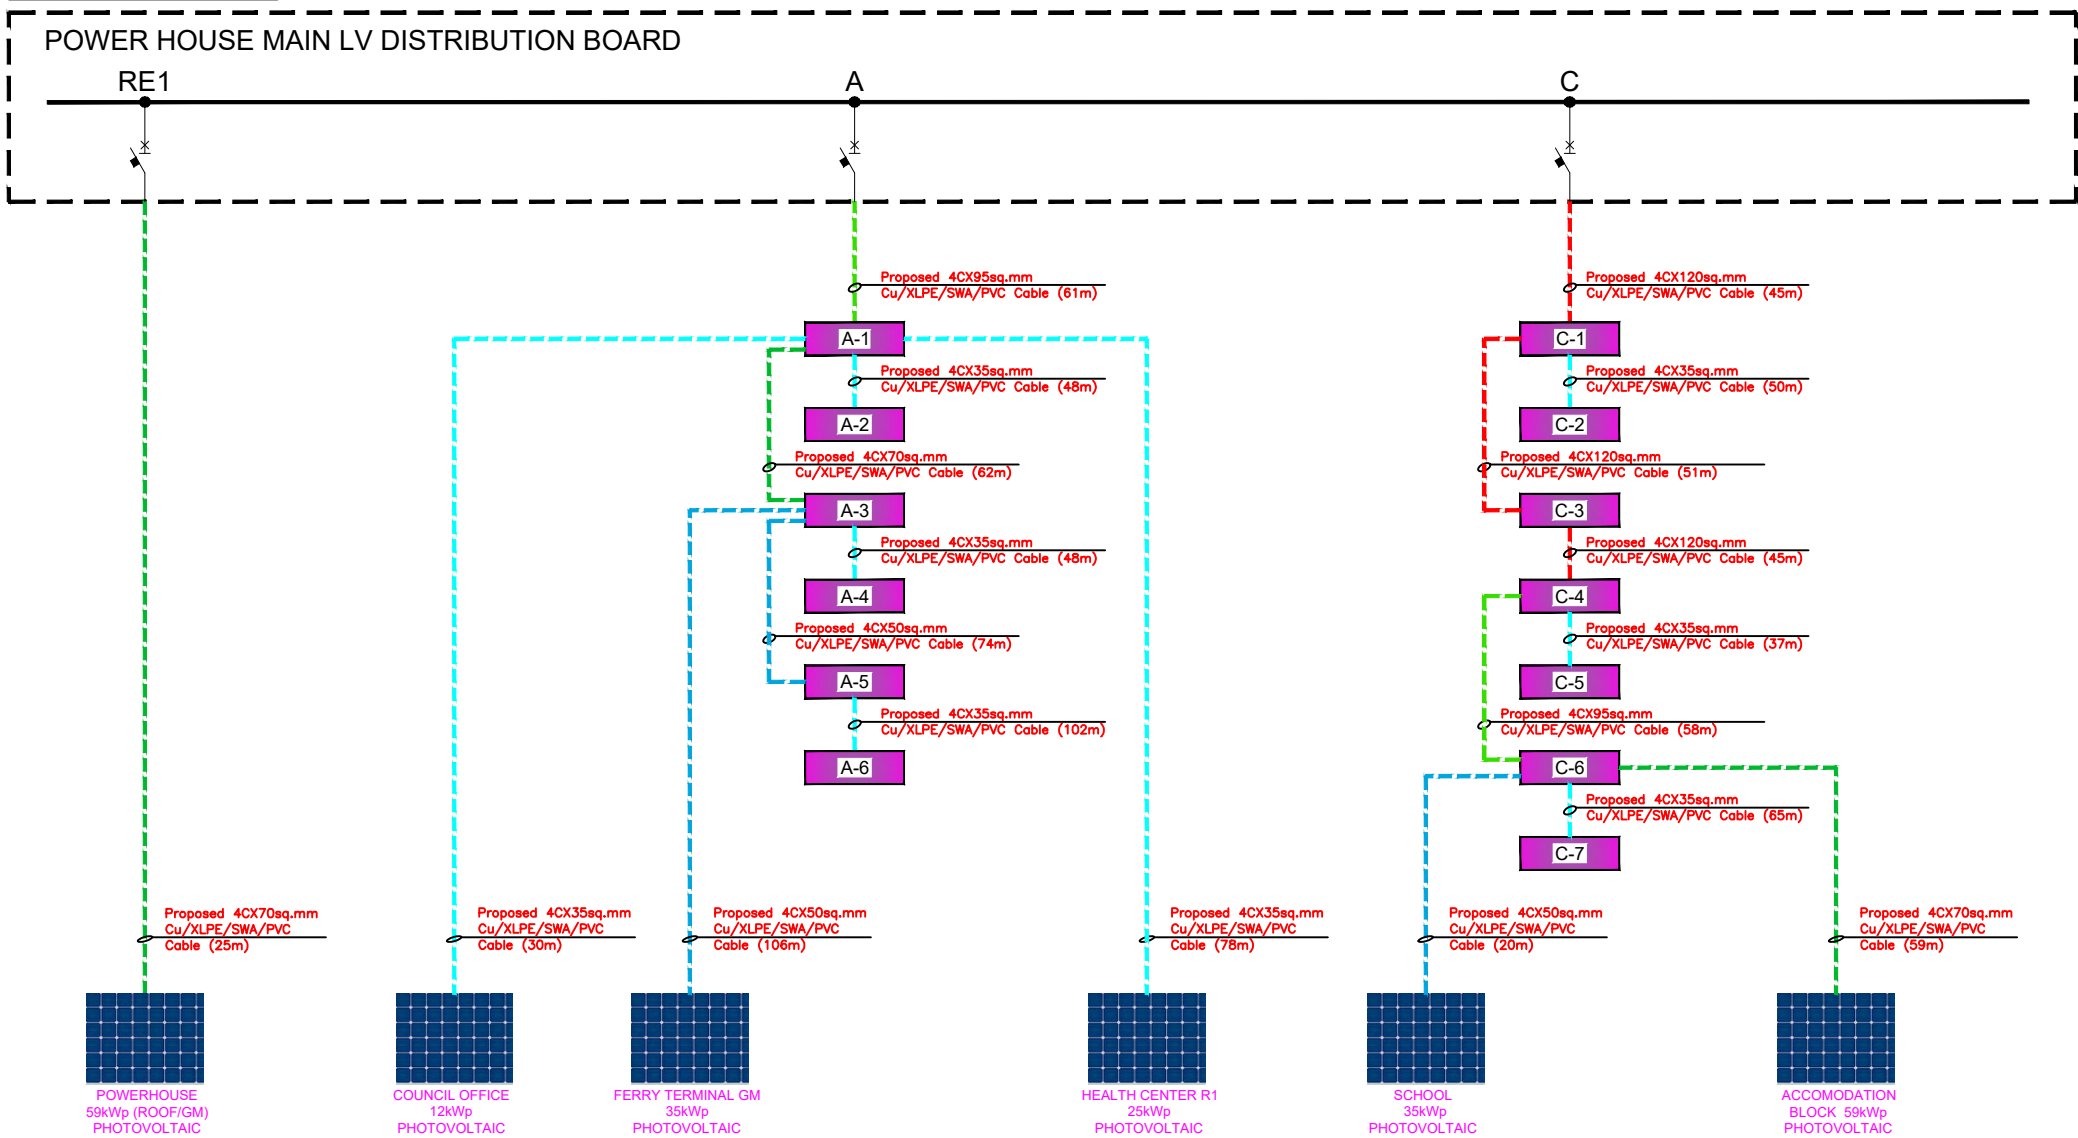 POWER HOUSE MAIN LV DISTRIBUTION BOARD
RE1
A
C
Proposed 4CX95sq.mm
Cu/XLPE/SWA/PVC Cable (61m)
Proposed 4CX120sq.mm
Cu/XLPE/SWA/PVC Cable (45m)
A-1
C-1
Proposed 4CX35sq.mm
Cu/XLPE/SWA/PVC Cable (48m)
Proposed 4CX35sq.mm
Cu/XLPE/SWA/PVC Cable (50m)
A-2
C-2
Proposed 4CX70sq.mm
Cu/XLPE/SWA/PVC Cable (62m)
Proposed 4CX120sq.mm
Cu/XLPE/SWA/PVC Cable (51m)
A-3
C-3
Proposed 4CX35sq.mm
Cu/XLPE/SWA/PVC Cable (48m)
Proposed 4CX120sq.mm
Cu/XLPE/SWA/PVC Cable (45m)
A-4
C-4
Proposed 4CX50sq.mm
Cu/XLPE/SWA/PVC Cable (74m)
Proposed 4CX35sq.mm
Cu/XLPE/SWA/PVC Cable (37m)
A-5
C-5
Proposed 4CX35sq.mm
Cu/XLPE/SWA/PVC Cable (102m)
Proposed 4CX95sq.mm
Cu/XLPE/SWA/PVC Cable (58m)
A-6
C-6
Proposed 4CX35sq.mm
Cu/XLPE/SWA/PVC Cable (65m)
C-7
Proposed 4CX70sq.mm
Cu/XLPE/SWA/PVC
Cable (25m)
Proposed 4CX35sq.mm
Cu/XLPE/SWA/PVC
Cable (30m)
Proposed 4CX50sq.mm
Cu/XLPE/SWA/PVC
Cable (106m)
Proposed 4CX35sq.mm
Cu/XLPE/SWA/PVC
Cable (78m)
Proposed 4CX50sq.mm
Cu/XLPE/SWA/PVC
Cable (20m)
Proposed 4CX70sq.mm
Cu/XLPE/SWA/PVC
Cable (59m)
POWERHOUSE
59kWp (ROOF/GM)
PHOTOVOLTAIC
COUNCIL OFFICE
12kWp
PHOTOVOLTAIC
FERRY TERMINAL GM
35kWp
PHOTOVOLTAIC
HEALTH CENTER R1
25kWp
PHOTOVOLTAIC
SCHOOL
35kWp
PHOTOVOLTAIC
ACCOMODATION
BLOCK 59kWp
PHOTOVOLTAIC